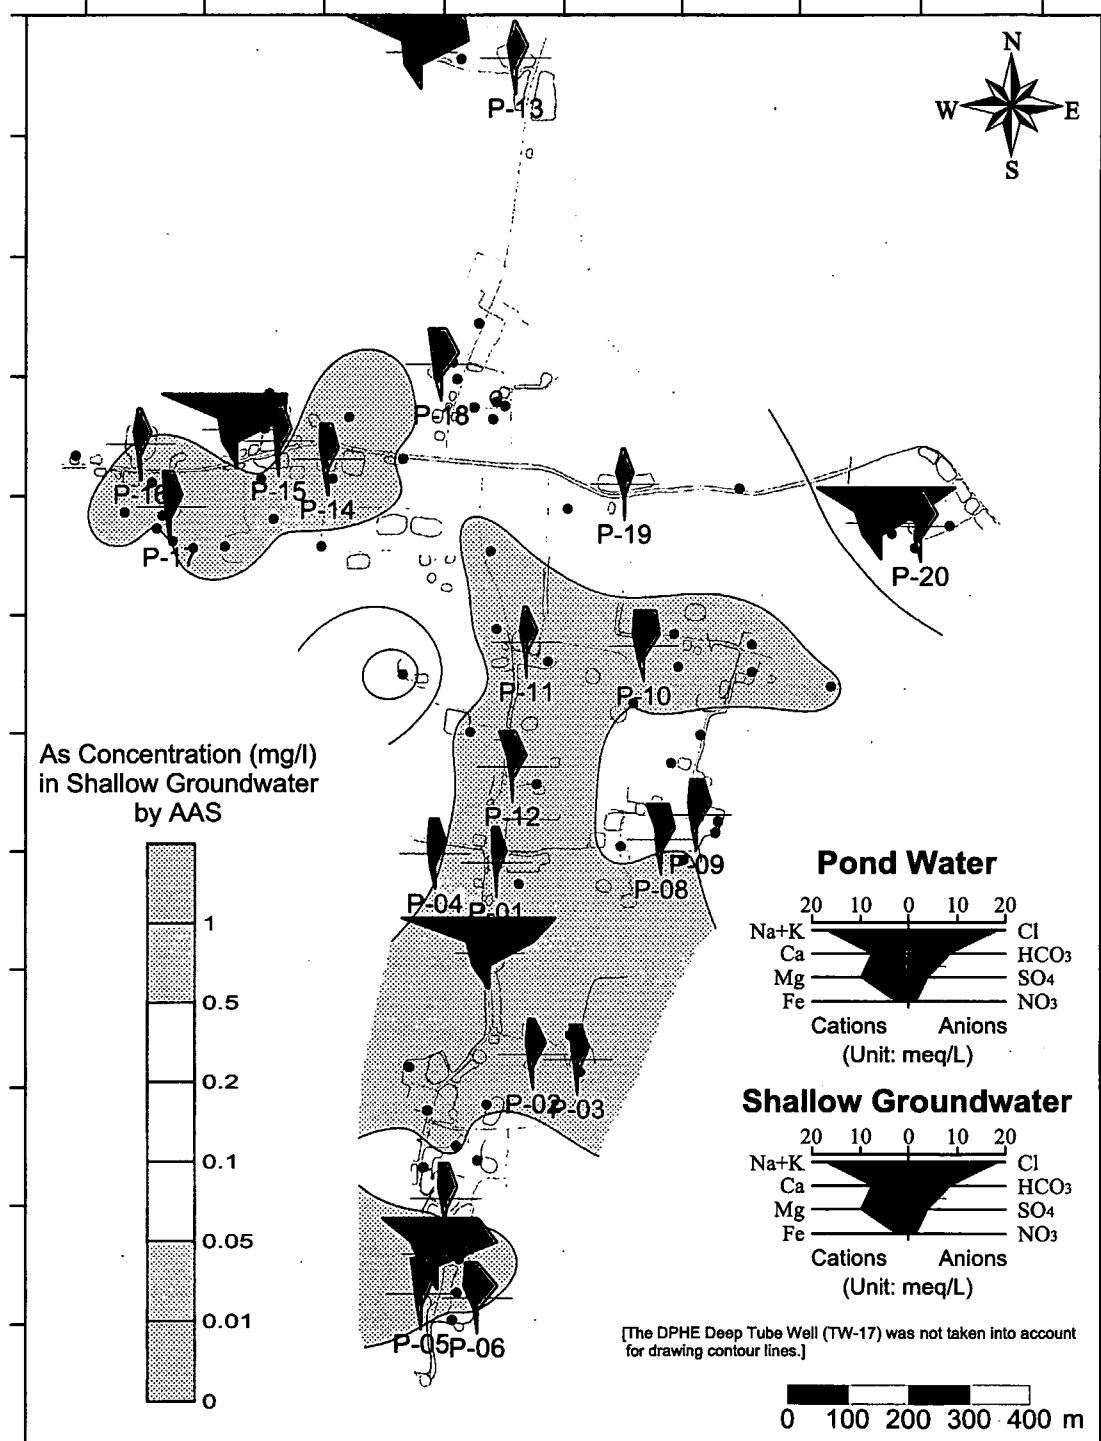 N
W E
S
P-13
P-18
P-16
P-15
P-14
P-17
P-19
P-20
P-11
P-10
P-12
P-09
P-08
P-04
P-01
P-02
P-03
P-05
P-06
As Concentration (mg/l)
in Shallow Groundwater
by AAS
1
0.5
0.2
0.1
0.05
0.01
0
Pond Water
20 10 0 10 20
Na+K Cl
Ca HCO₃
Mg SO₄
Fe NO₃
Cations Anions
(Unit: meq/L)
Shallow Groundwater
20 10 0 10 20
Na+K Cl
Ca HCO₃
Mg SO₄
Fe NO₃
Cations Anions
(Unit: meq/L)
[The DPHE Deep Tube Well (TW-17) was not taken into account
for drawing contour lines.]
0 100 200 300 400 m